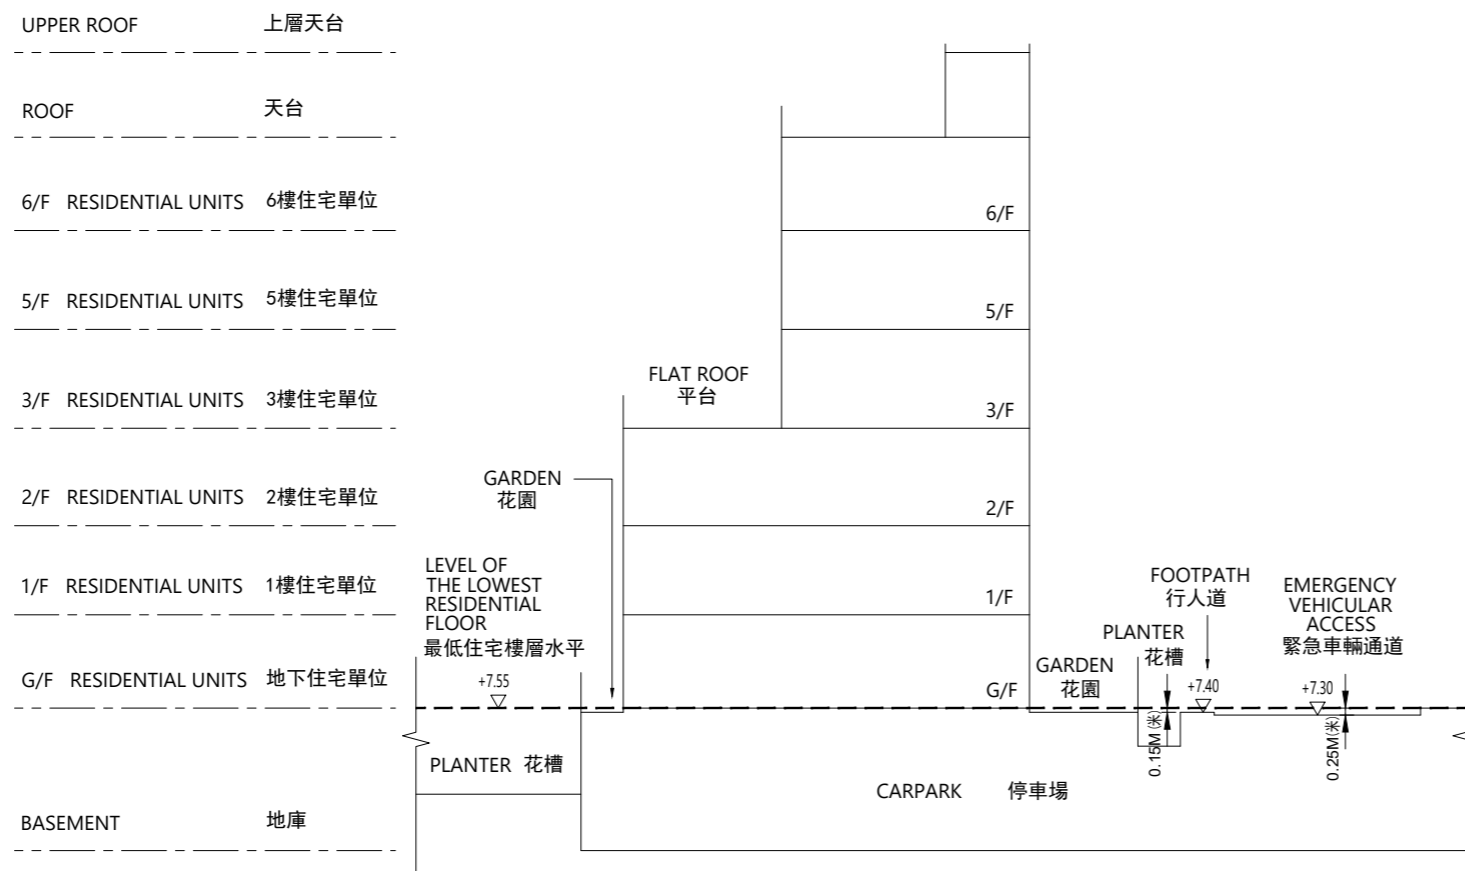 UPPER ROOF 上層天台
ROOF 天台
6/F RESIDENTIAL UNITS 6樓住宅單位
6/F
5/F RESIDENTIAL UNITS 5樓住宅單位
5/F
FLAT ROOF
平台
3/F RESIDENTIAL UNITS 3樓住宅單位
3/F
GARDEN
花園
2/F RESIDENTIAL UNITS 2樓住宅單位
2/F
1/F RESIDENTIAL UNITS 1樓住宅單位
LEVEL OF
THE LOWEST
RESIDENTIAL
FLOOR
最低住宅樓層水平
+7.55
1/F
FOOTPATH
行人道
EMERGENCY
VEHICULAR
ACCESS
緊急車輛通道
PLANTER
花槽
GARDEN
花園
G/F RESIDENTIAL UNITS 地下住宅單位
G/F
+7.40
+7.30
0.15M (米)
0.25M(米)
PLANTER 花槽
CARPARK 停車場
BASEMENT 地庫